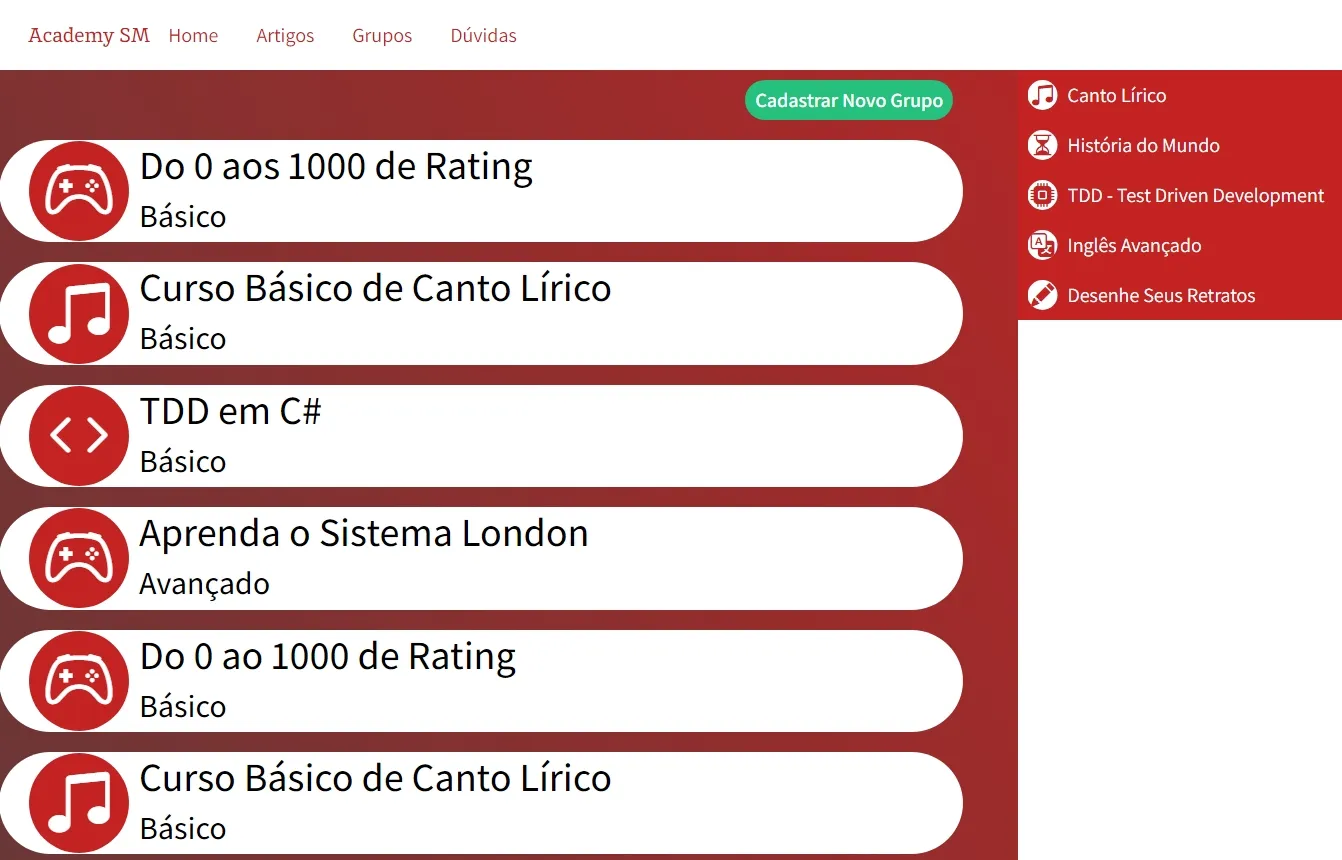 Academy SM Home Artigos Grupos Dúvidas
Cadastrar Novo Grupo
Do 0 aos 1000 de Rating
Básico
Curso Básico de Canto Lírico
Básico
TDD em C#
Básico
Aprenda o Sistema London
Avançado
Do 0 ao 1000 de Rating
Básico
Curso Básico de Canto Lírico
Básico
Canto Lírico
História do Mundo
TDD - Test Driven Development
Inglês Avançado
Desenhe Seus Retratos